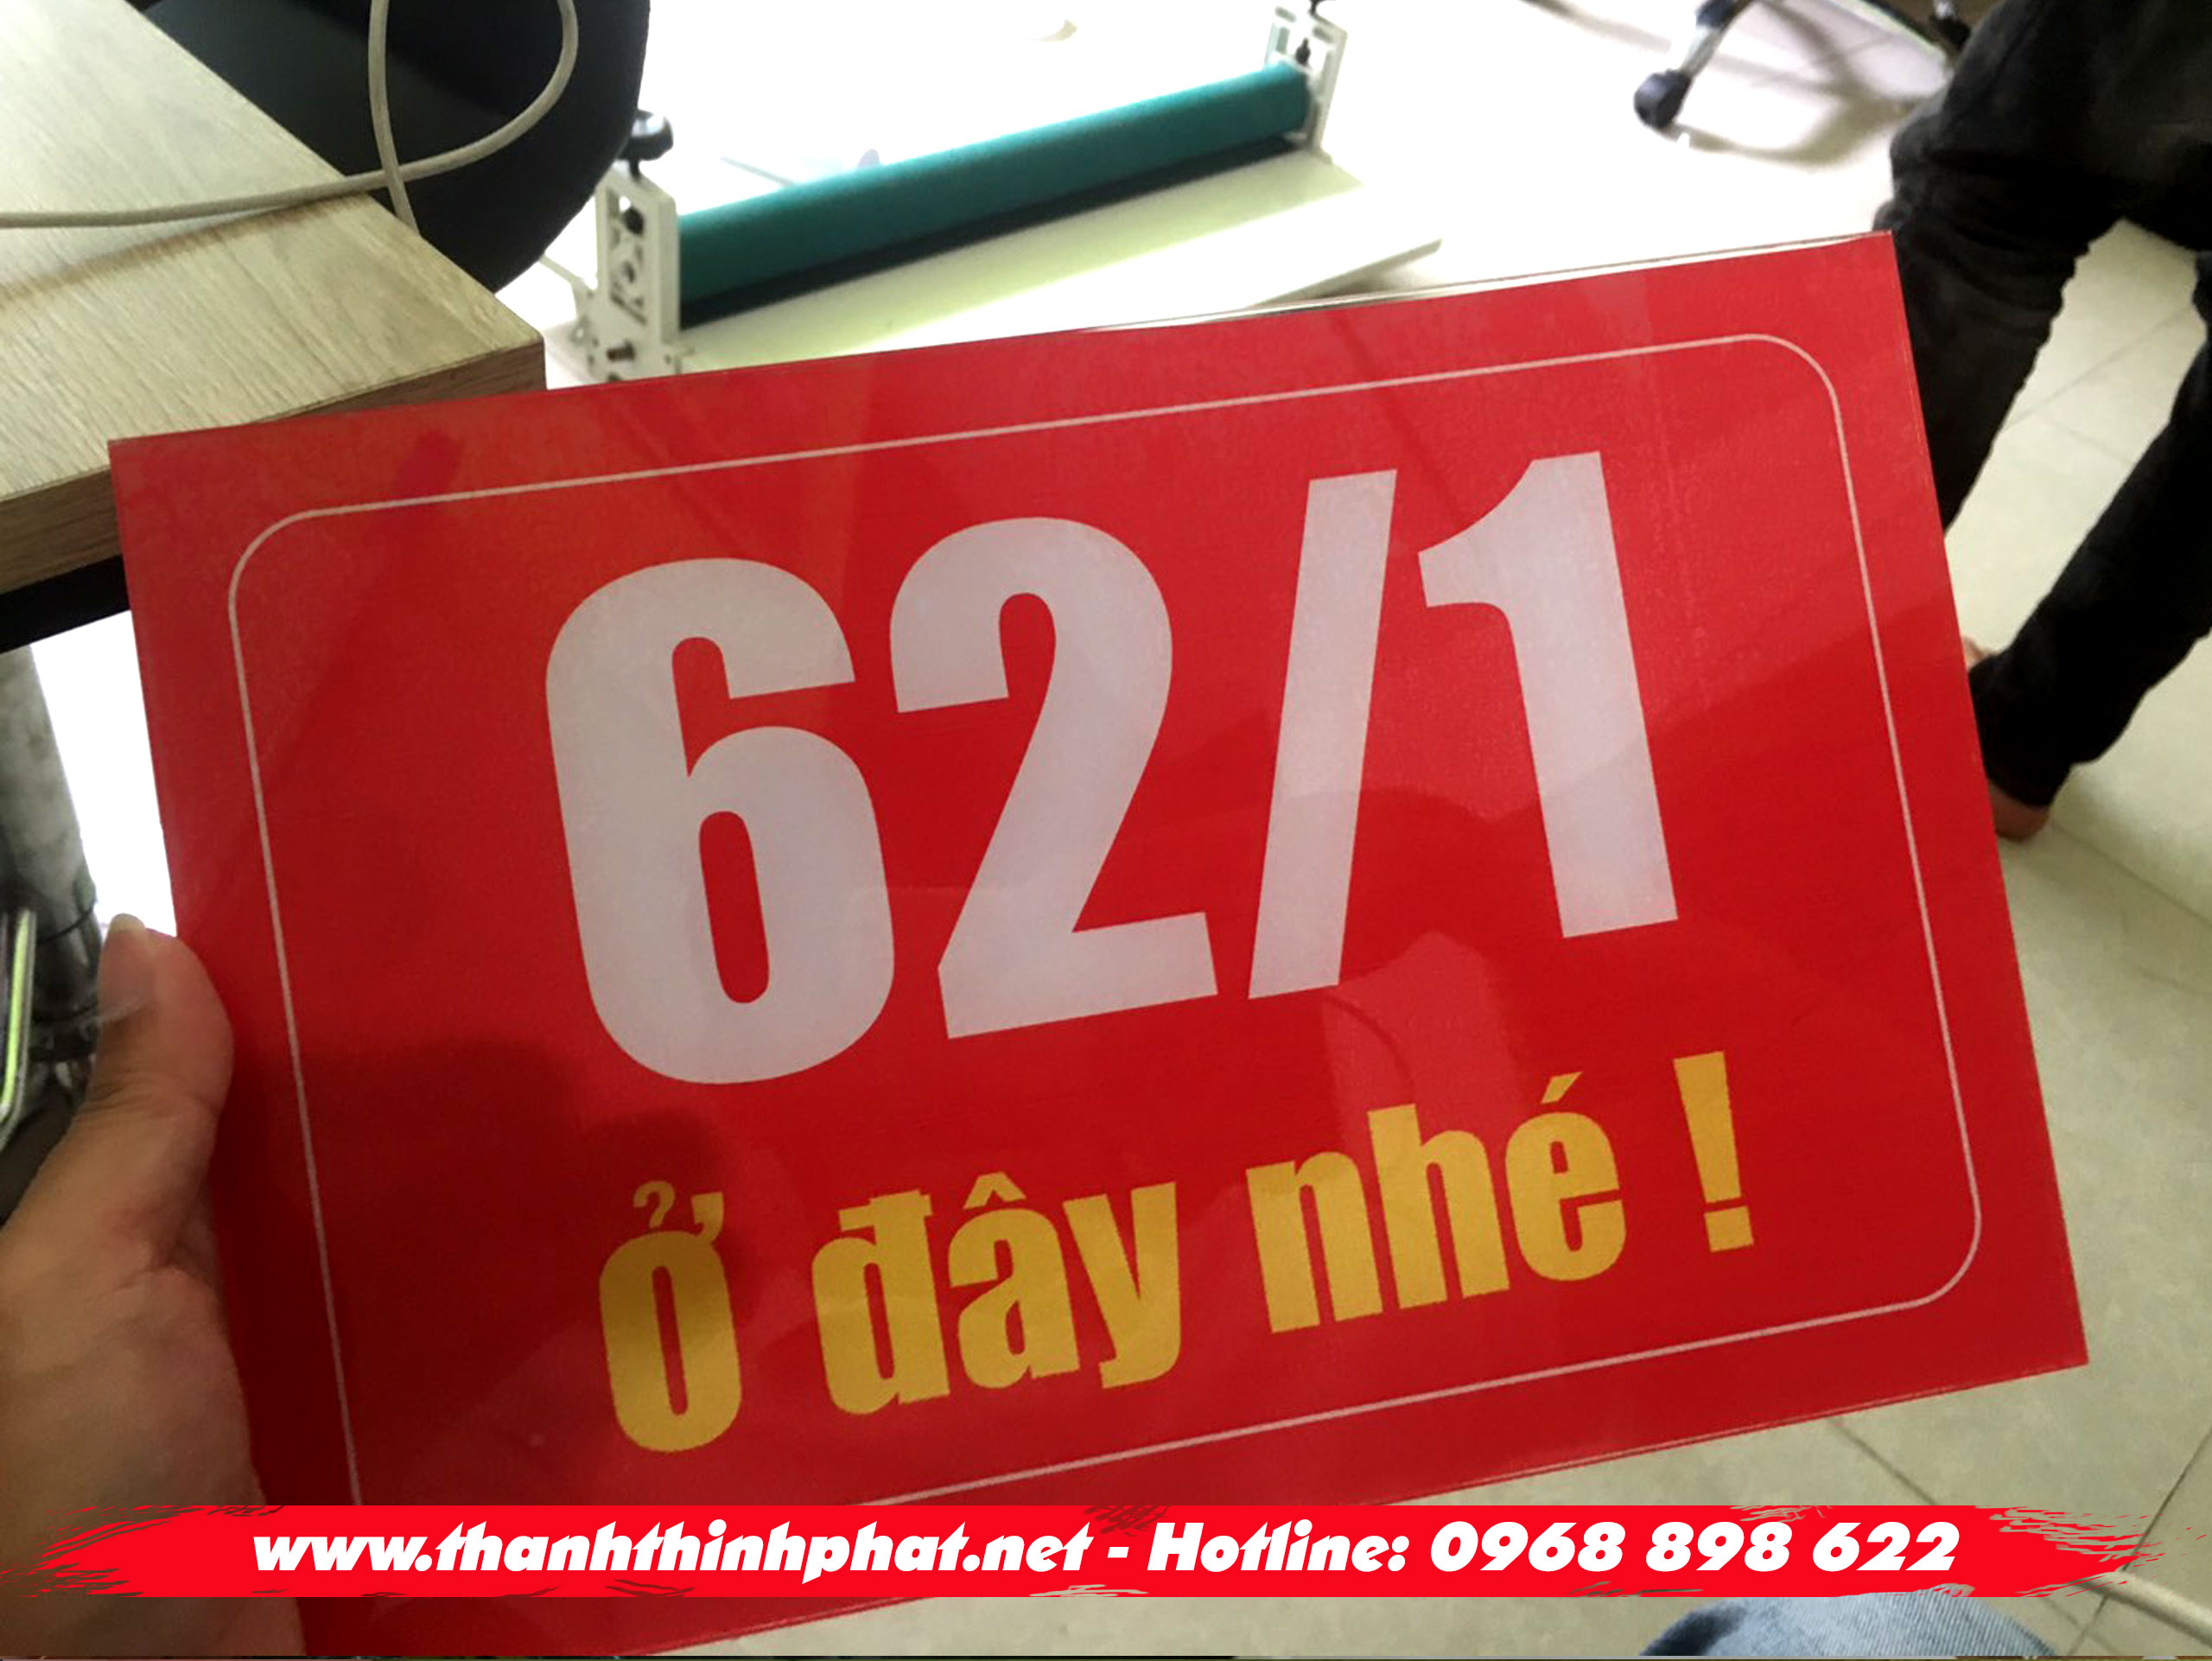 62/1
Ở đây nhé !
www.thanhthinhphat.net - Hotline: 0968 898 622